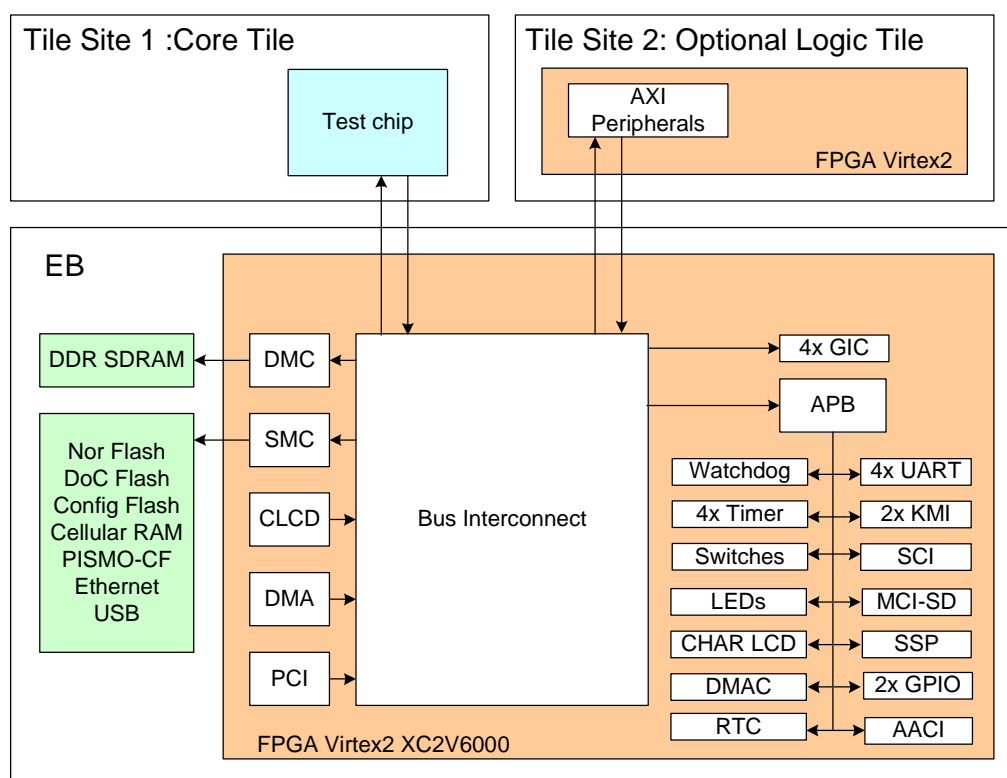 Tile Site 1 :Core Tile
Test chip
Tile Site 2: Optional Logic Tile
AXI
Peripherals
FPGA Virtex2
EB
DDR SDRAM
DMC
Nor Flash
DoC Flash
Config Flash
Cellular RAM
PISMO-CF
Ethernet
USB
SMC
CLCD
DMA
PCI
Bus Interconnect
4x GIC
APB
Watchdog
4x UART
4x Timer
2x KMI
Switches
SCI
LEDs
MCI-SD
CHAR LCD
SSP
DMAC
2x GPIO
RTC
AACI
FPGA Virtex2 XC2V6000